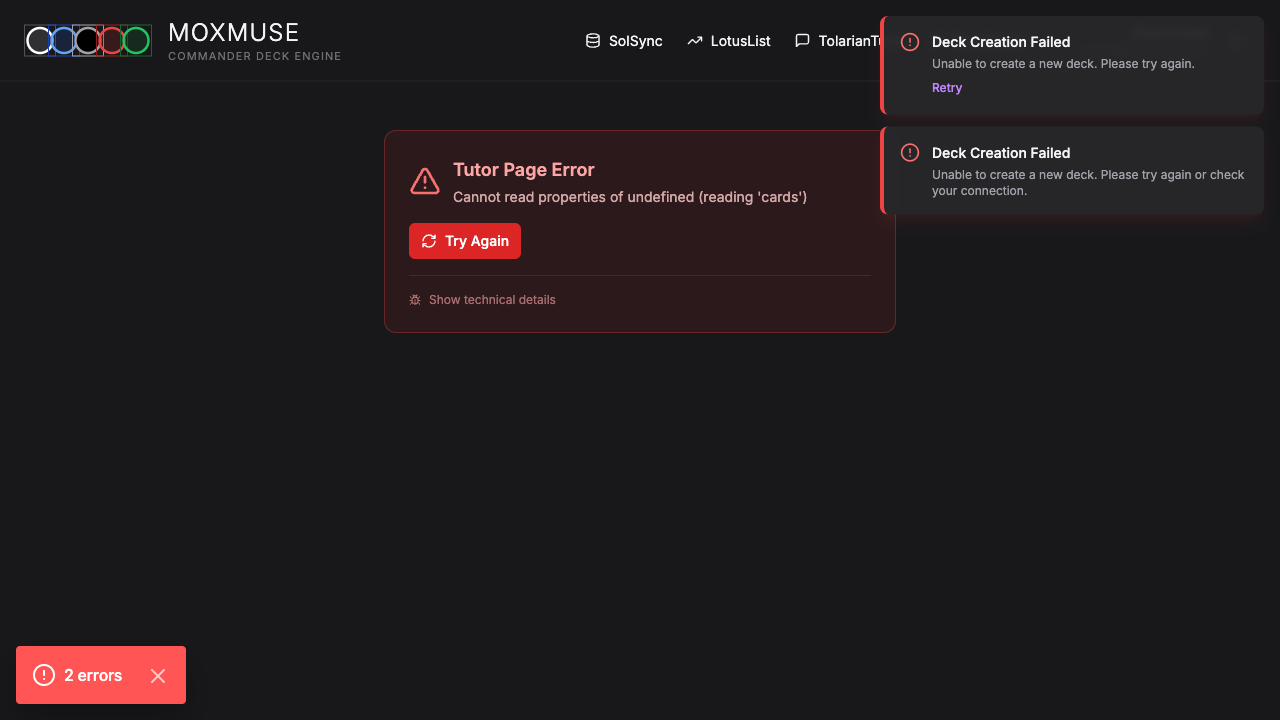 MOXMUSE
COMMANDER DECK ENGINE
SolSync
LotusList
Deck Creation Failed
Unable to create a new deck. Please try again.
Retry
Deck Creation Failed
Unable to create a new deck. Please try again or check
your connection.
Tutor Page Error
Cannot read properties of undefined (reading 'cards')
Try Again
Show technical details
2 errors